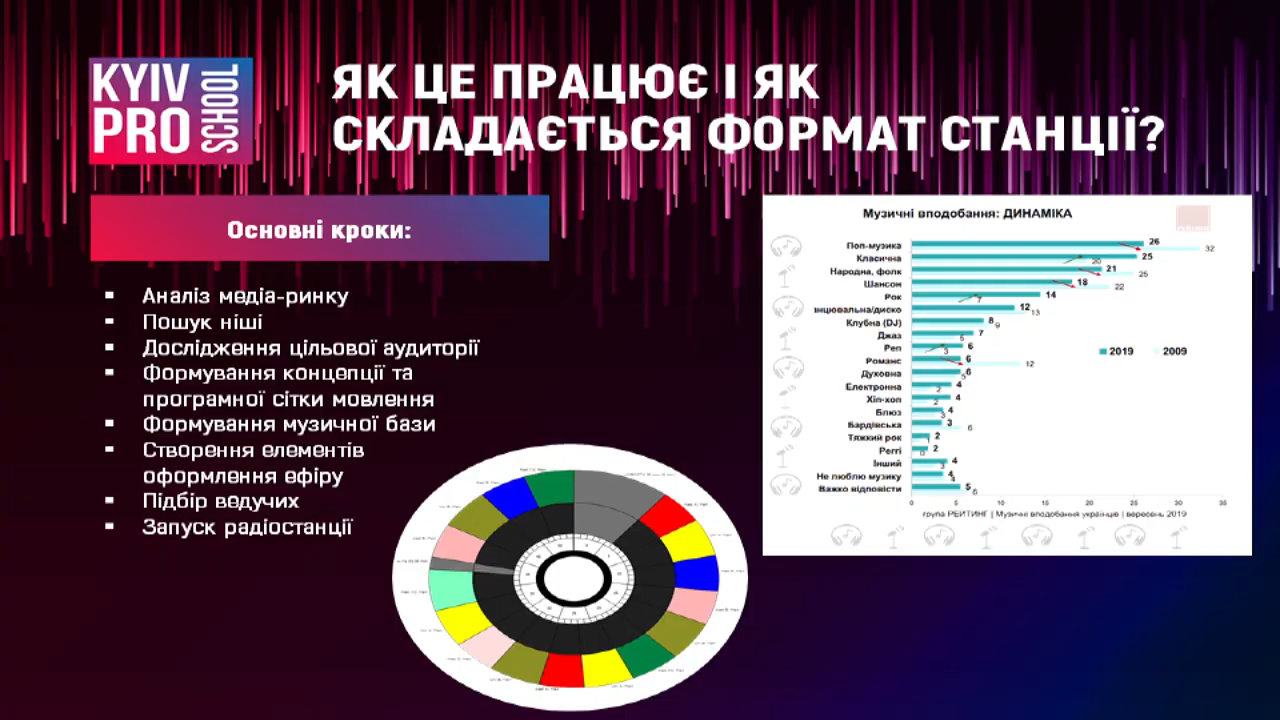 KYIV
PRO
SCHOOL
ЯК ЦЕ ПРАЦЮЄ І ЯК
СКЛАДАЄТЬСЯ ФОРМАТ СТАНЦІЇ?
Основні кроки:
Аналіз медіа-ринку
Пошук ніші
Дослідження цільової аудиторії
Формування концепції та
програмної сітки мовлення
Формування музичної бази
Створення елементів
оформлення ефіру
Підбір ведучих
Запуск радіостанції
Музичні вподобання: ДИНАМІКА
Поп-музика 26 32
Класична 25 20
Народна, фолк 21 25
Шансон 18 22
Рок 14 7
нцювальна/диско 12 13
Клубна (DJ) 8 9
Джаз 7 5
Реп 6 3
Романс 6 12
Духовна 6 5
Електронна 4 2
Хіп-хоп 4 2
Блюз 4 3
Бардівська 3 6
Тяжкий рок 2 1
Реггі 2 0
Інший 4 3
Не люблю музику 4 4
Важко відповісти 5 6
2019 2009
0 5 10 15 20 25 30 35
група РЕЙТИНГ | Музичні вподобання українців | вересень 2019